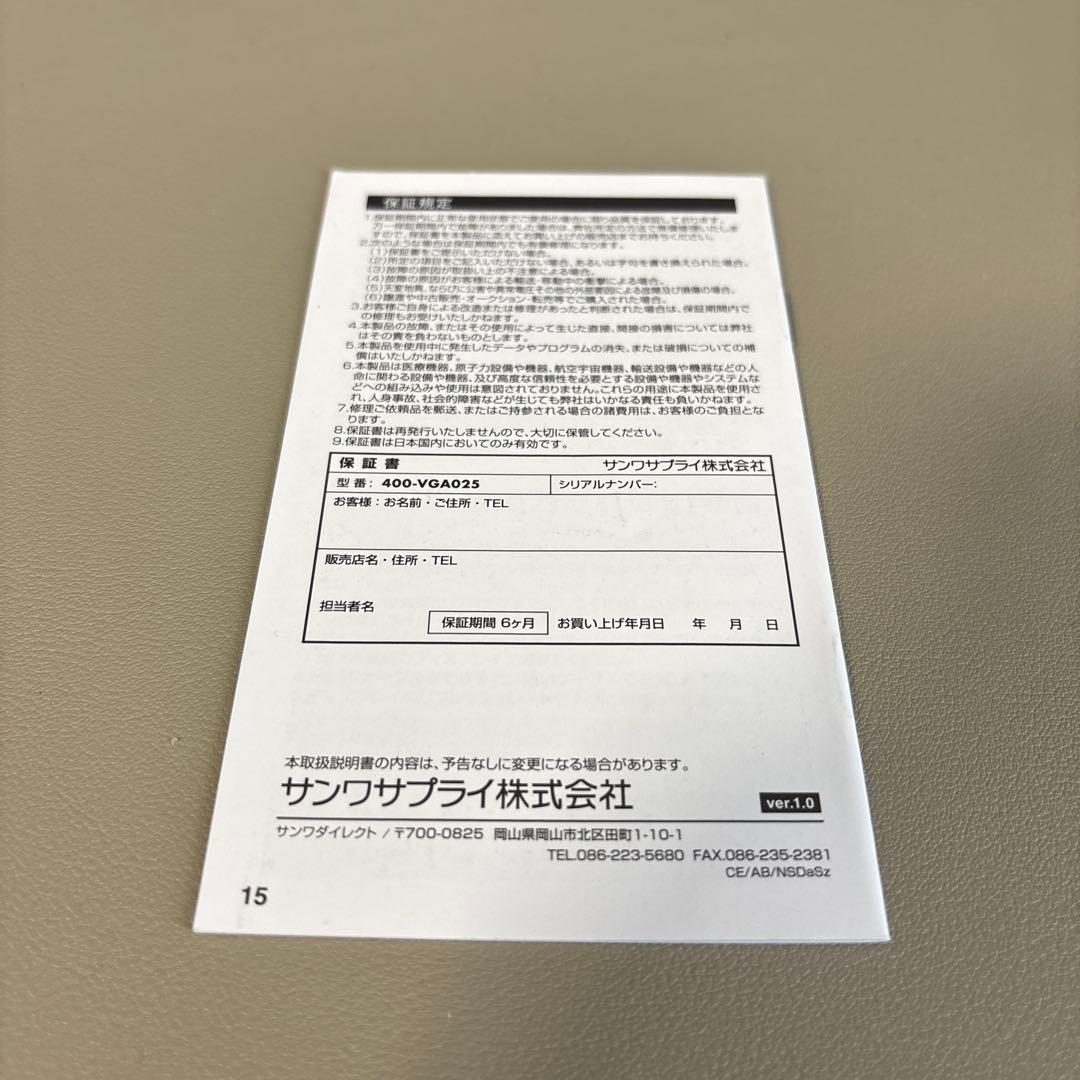 保証規定
1.保証期間内に正常な使用状態でご使用の場合に限り品質を保証しております。
万一保証期間内で故障がありました場合は、弊社所定の方法で無償修理いたしま
すので、保証書を本製品に添えてお買い上げの販売店までお持ちください。
2.次のような場合は保証期間内でも有償修理になります。
(1)保証書をご提示いただけない場合。
(2)所定の項目をご記入いただけない場合、あるいは字句を書き換えられた場合。
(3)故障の原因が取扱い上の不注意による場合。
(4)故障の原因がお客様による輸送・移動中の衝撃による場合。
(5)天変地異、ならびに公害や異常電圧その他の外部要因による故障及び損傷の場合。
(6)譲渡や中古販売・オークション・転売等でご購入された場合。
3.お客様ご自身による改造または修理があったと判断された場合は、保証期間内で
の修理もお受けいたしかねます。
4.本製品の故障、またはその使用によって生じた直接、間接の損害については弊社
はその責を負わないものとします。
5.本製品を使用中に発生したデータやプログラムの消失、または破損についての補
償はいたしかねます。
6.本製品は医療機器、原子力設備や機器、航空宇宙機器、輸送設備や機器などの人
命に関わる設備や機器、及び高度な信頼性を必要とする設備や機器やシステムな
どへの組み込みや使用は意図されておりません。これらの用途に本製品を使用さ
れ、人身事故、社会的障害などが生じても弊社はいかなる責任も負いかねます。
7.修理ご依頼品を郵送、またはご持参される場合の諸費用は、お客様のご負担とな
ります。
8.保証書は再発行いたしませんので、大切に保管してください。
9.保証書は日本国内においてのみ有効です。
保証書 サンワサプライ株式会社
型番: 400-VGA025 シリアルナンバー:
お客様:お名前・ご住所・TEL
販売店名・住所・TEL
担当者名
保証期間 6ヶ月 お買い上げ年月日 年 月 日
本取扱説明書の内容は、予告なしに変更になる場合があります。
サンワサプライ株式会社 ver.1.0
サンワダイレクト / 〒700-0825 岡山県岡山市北区田町1-10-1
TEL.086-223-5680 FAX.086-235-2381
CE/AB/NSDaSz
15